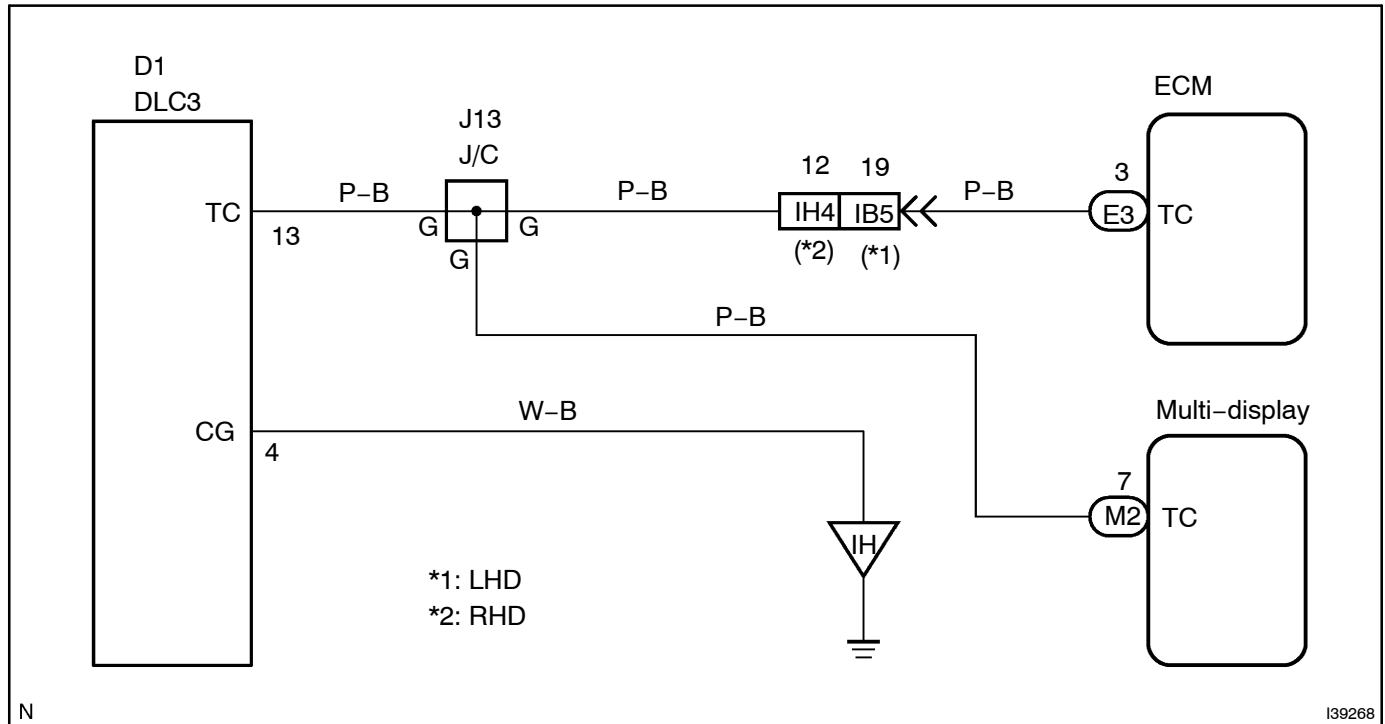 D1
DLC3
ECM
J13
J/C
12 19
3
P−B P−B P−B
TC
IH4 IB5
E3 TC
13
G G
G
(*2) (*1)
P−B
W−B
Multi−display
CG
4
7
M2 TC
IH
*1: LHD
*2: RHD
N
I39268